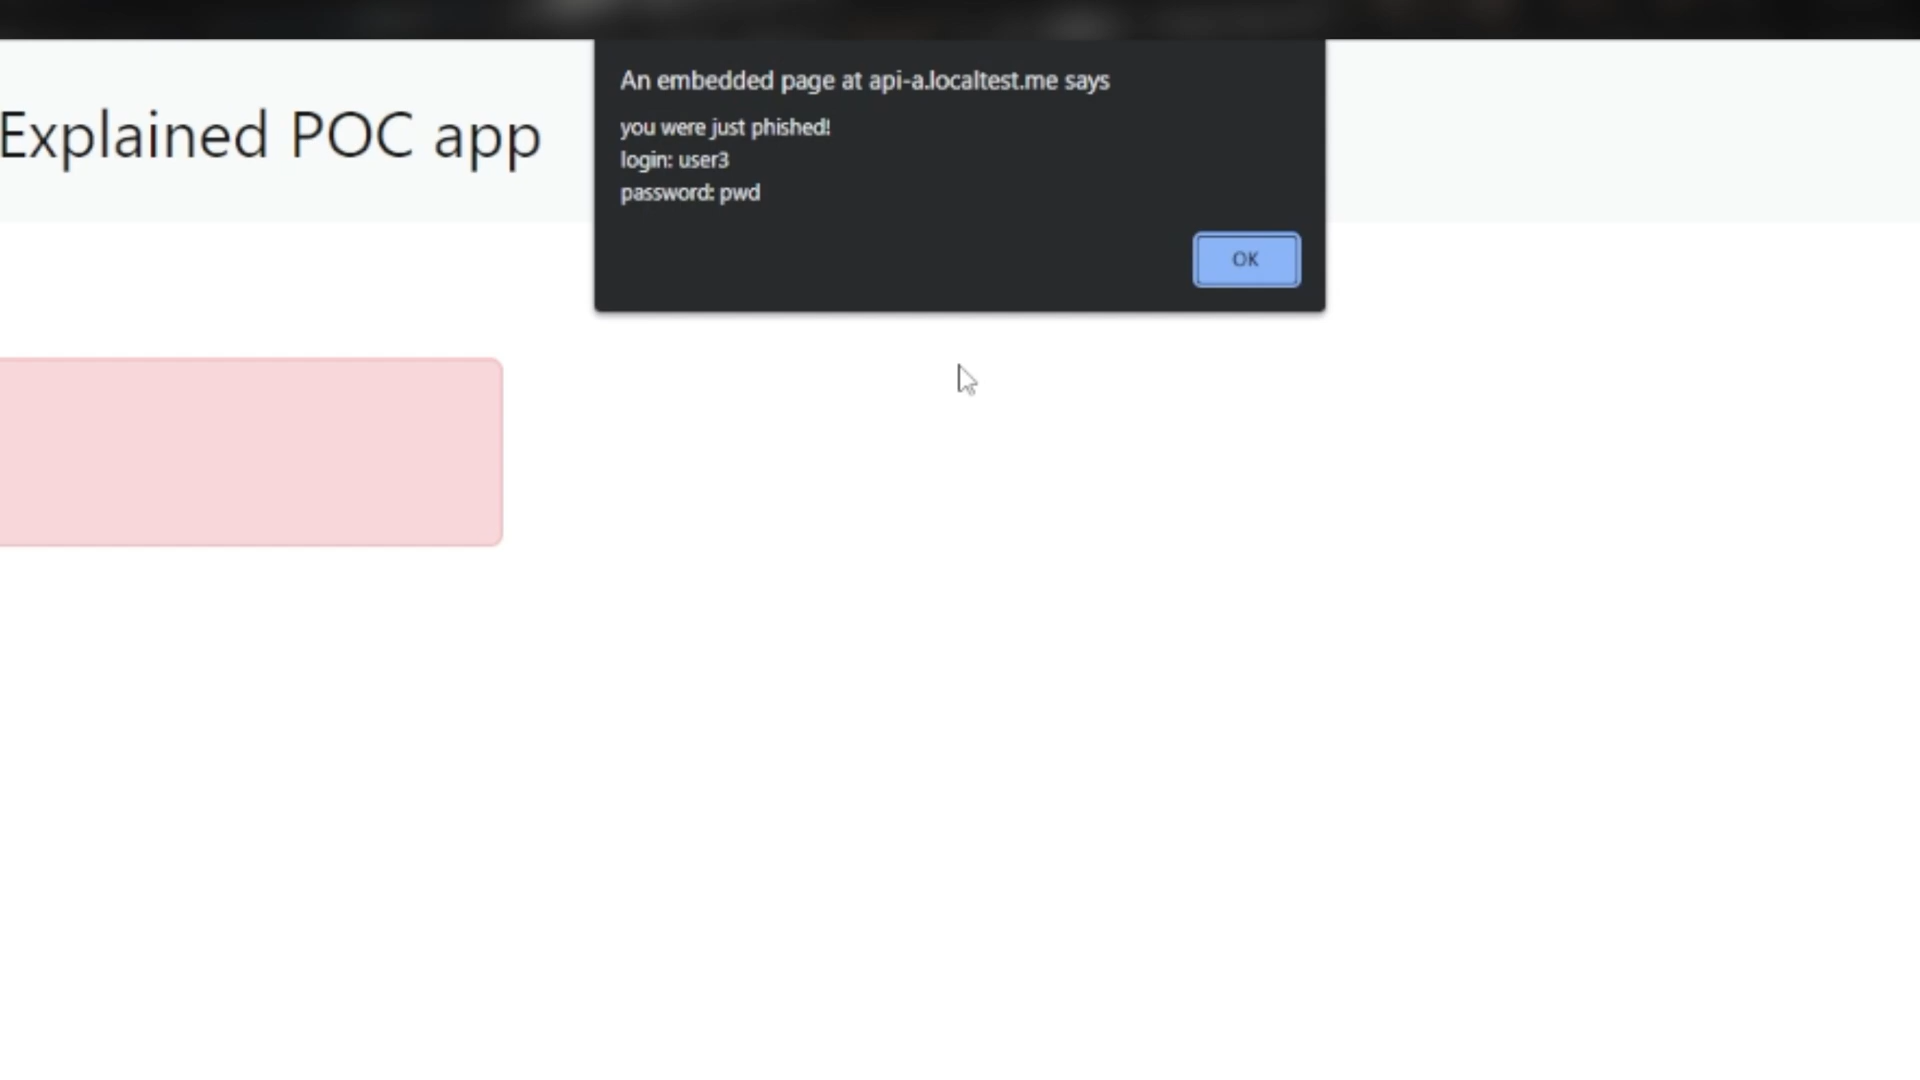 Explained POC app
An embedded page at api-a.localtest.me says
you were just phished!
login: user3
password: pwd
OK